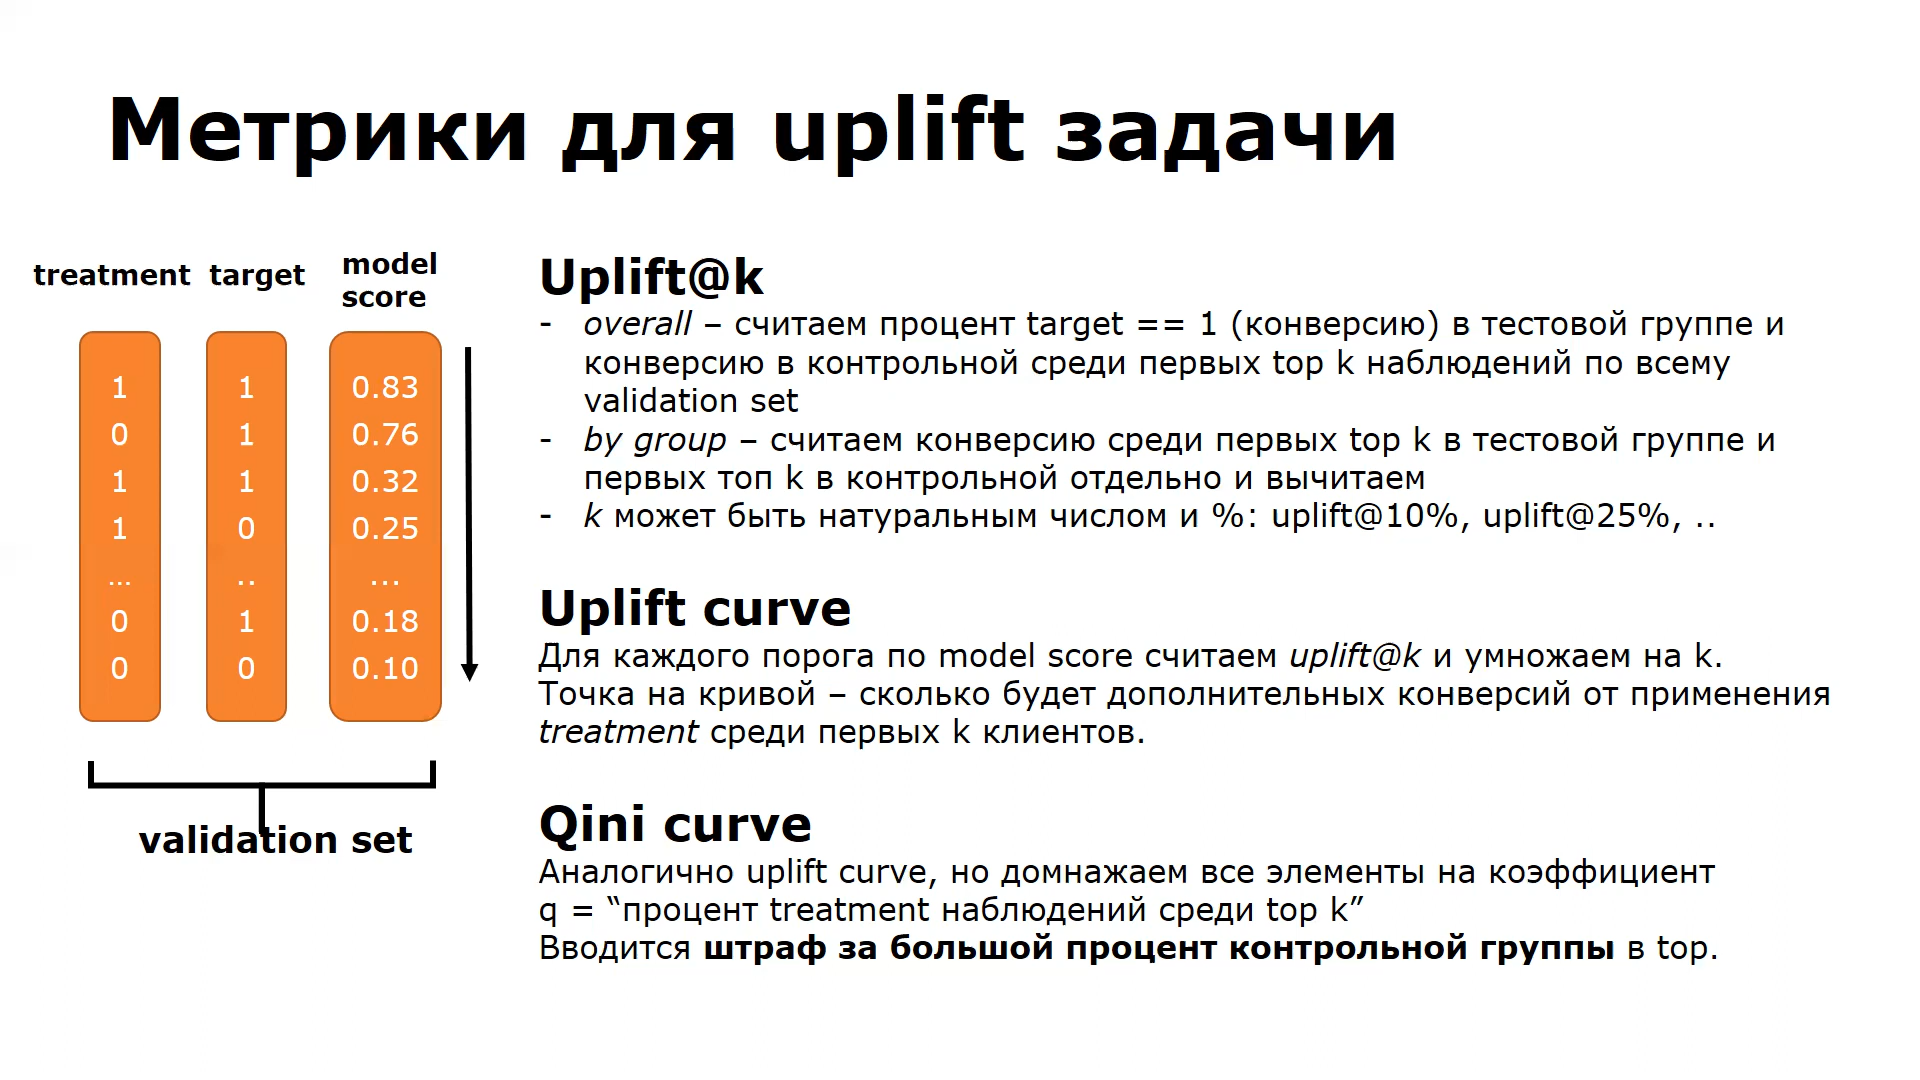 Метрики для uplift задачи
treatment target model score
1 1 0.83
0 1 0.76
1 1 0.32
1 0 0.25
... .. ...
0 1 0.18
0 0 0.10
validation set
Uplift@k
- overall – считаем процент target == 1 (конверсию) в тестовой группе и
конверсию в контрольной среди первых top k наблюдений по всему
validation set
- by group – считаем конверсию среди первых top k в тестовой группе и
первых топ k в контрольной отдельно и вычитаем
- k может быть натуральным числом и %: uplift@10%, uplift@25%, ..
Uplift curve
Для каждого порога по model score считаем uplift@k и умножаем на k.
Точка на кривой – сколько будет дополнительных конверсий от применения
treatment среди первых k клиентов.
Qini curve
Аналогично uplift curve, но домнажаем все элементы на коэффициент
q = “процент treatment наблюдений среди top k”
Вводится штраф за большой процент контрольной группы в top.